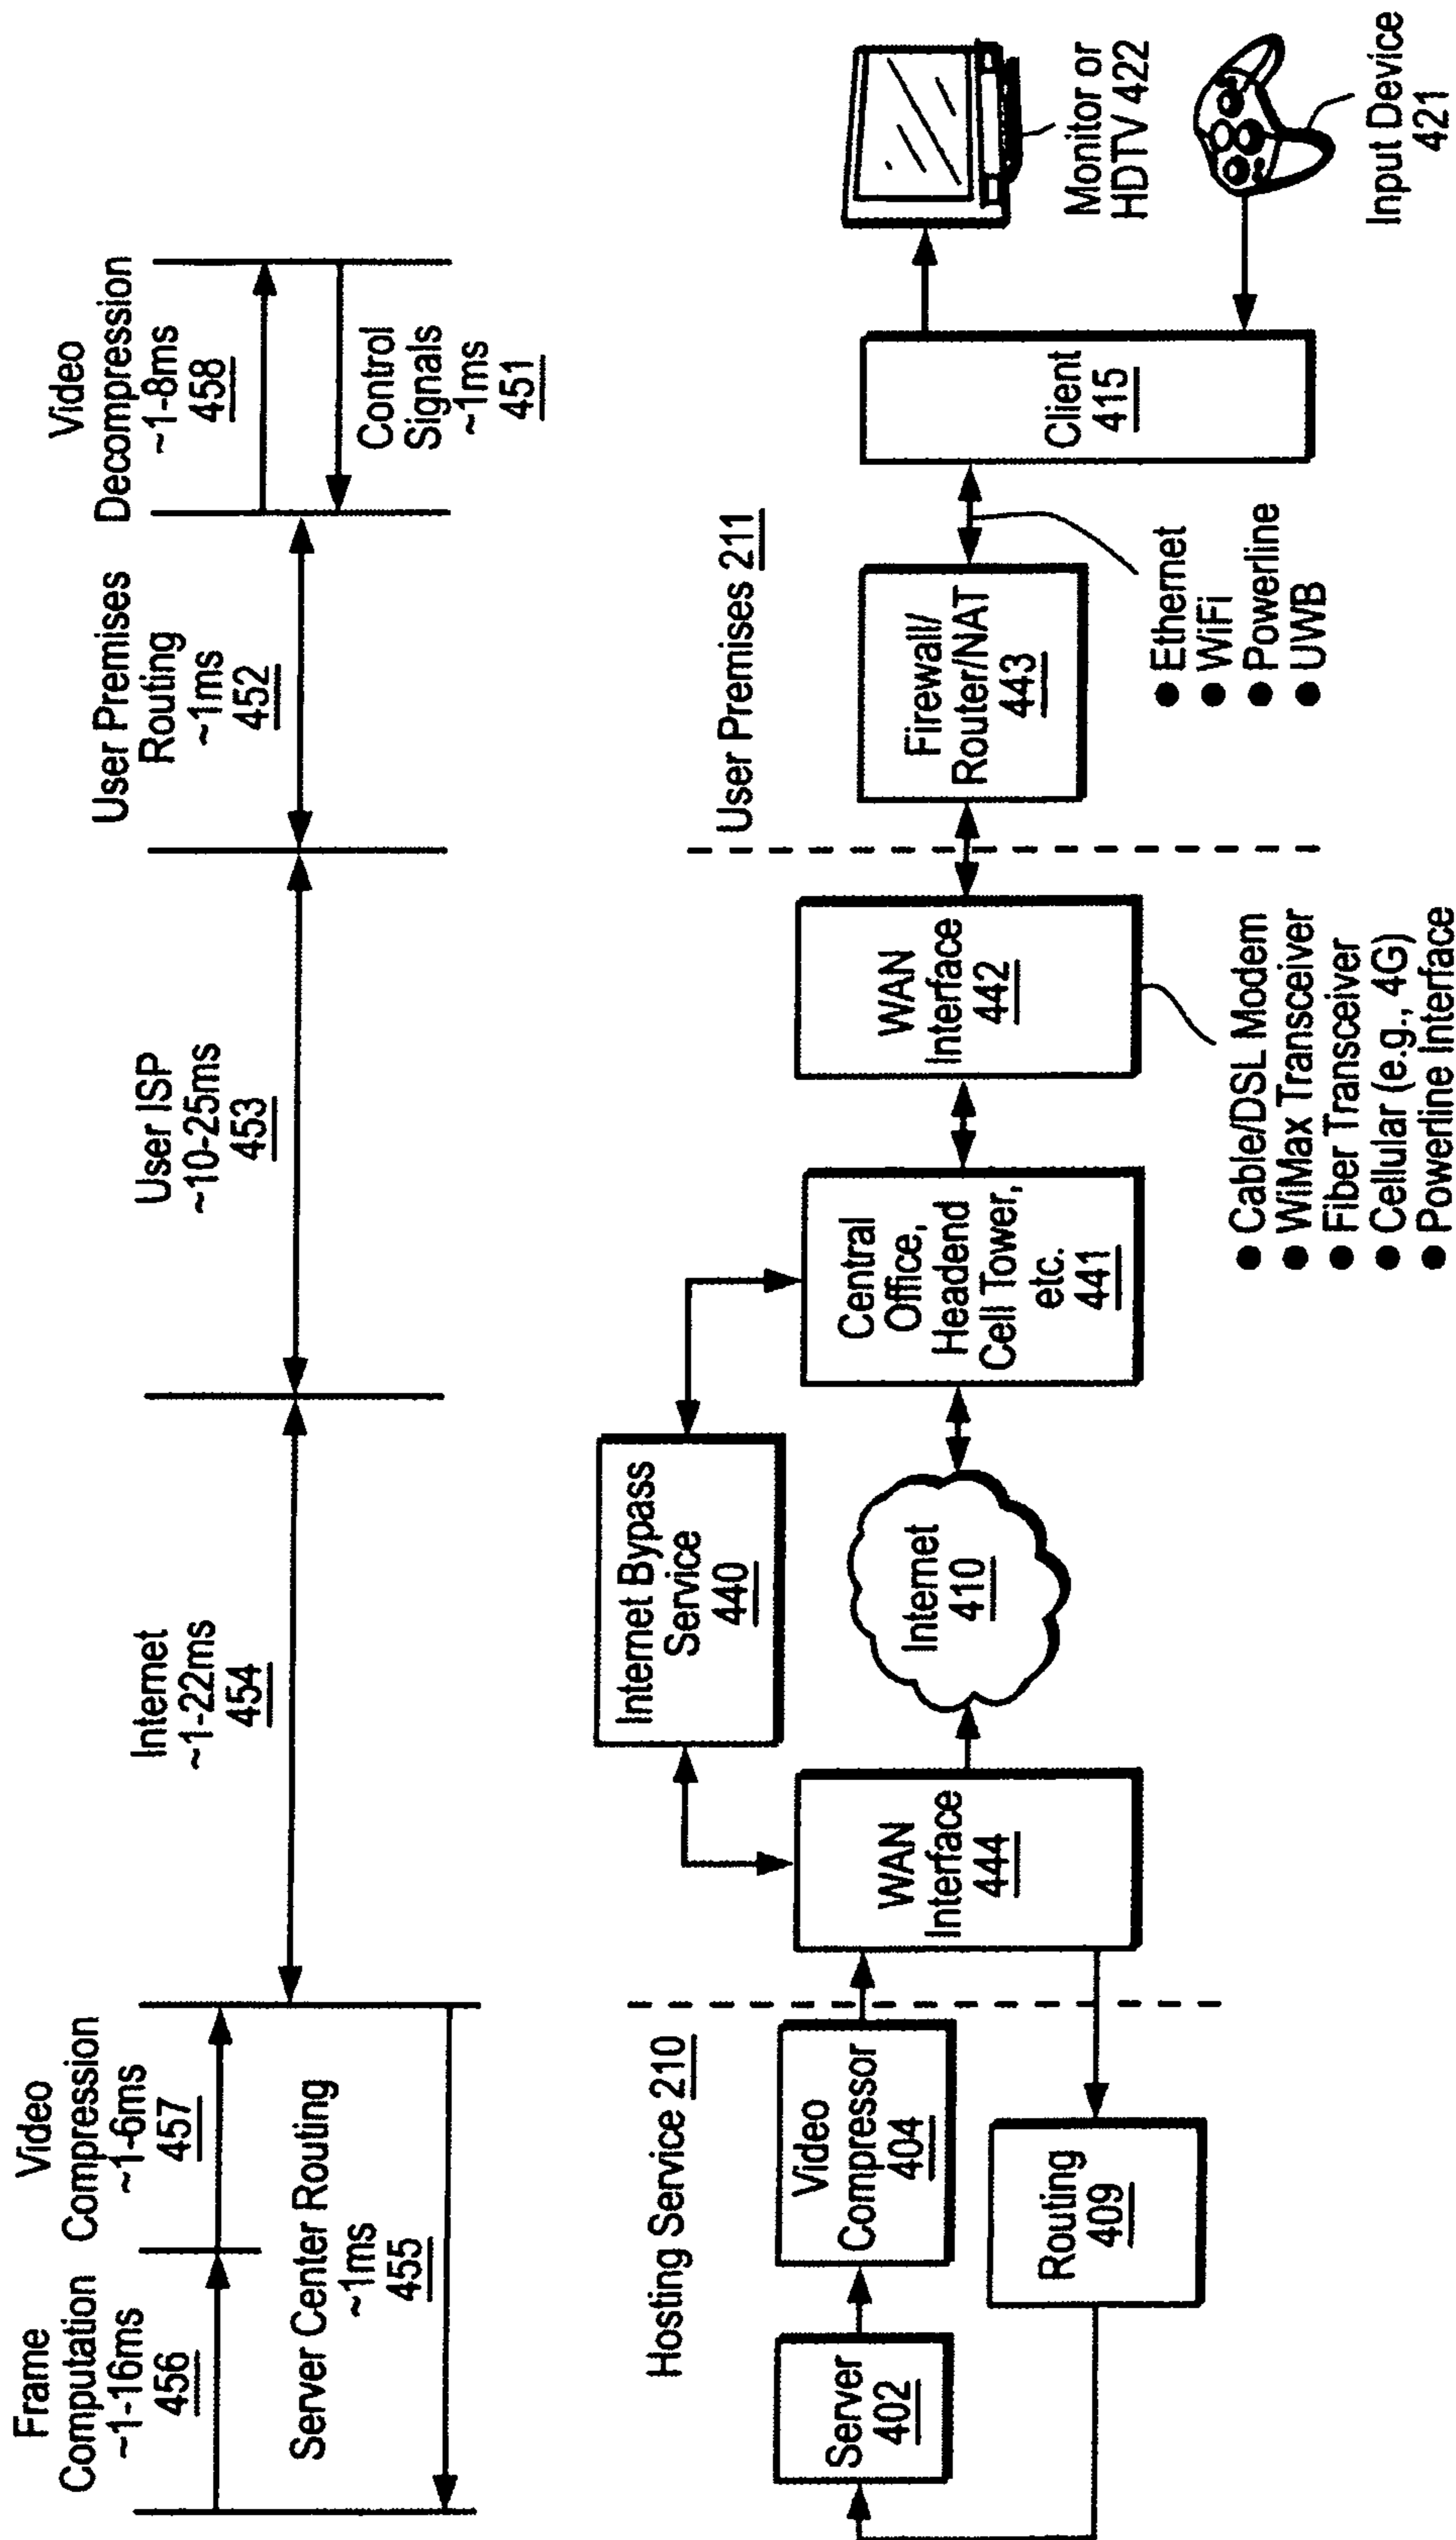 Frame
Computation
~1-16ms
456
Video
Compression
~1-6ms
457
Server Center Routing
~1ms
455
Internet
~1-22ms
454
User ISP
~10-25ms
453
User Premises
Routing
~1ms
452
Video
Decompression
~1-8ms
458
Control
Signals
~1ms
451
Hosting Service 210
Server
402
Video
Compressor
404
Routing
409
WAN
Interface
444
Internet Bypass
Service
440
Internet
410
Central
Office,
Headend
Cell Tower,
etc.
441
WAN
Interface
442
● Cable/DSL Modem
● WiMax Transceiver
● Fiber Transceiver
● Cellular (e.g., 4G)
● Powerline Interface
User Premises 211
Firewall/
Router/NAT
443
● Ethernet
● WiFi
● Powerline
● UWB
Client
415
Monitor or
HDTV 422
Input Device
421